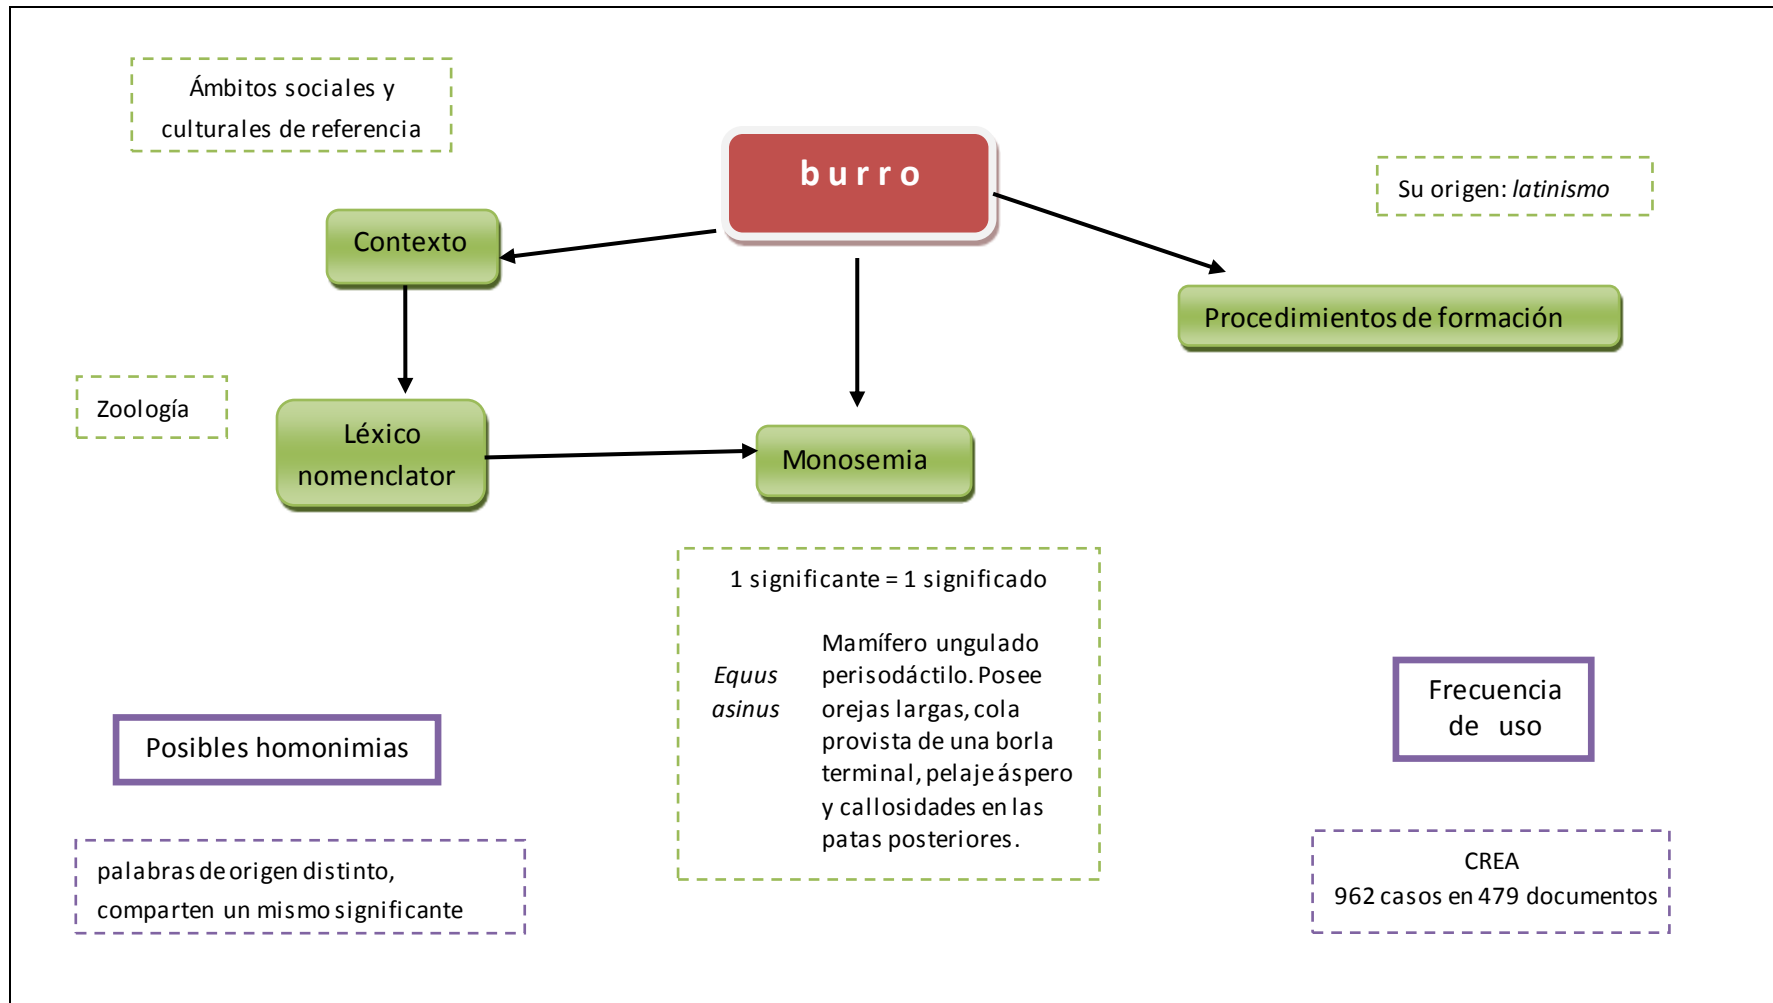 Ámbitos sociales y
culturales de referencia
burro
Su origen: latinismo
Contexto
Procedimientos de formación
Zoología
Léxico
nomenclator
Monosemia
1 significante = 1 significado
Equus
asinus
Mamífero ungulado
perisodáctilo. Posee
orejas largas, cola
provista de una borla
terminal, pelaje áspero
y callosidades en las
patas posteriores.
Posibles homonimias
palabras de origen distinto,
comparten un mismo significante
Frecuencia
de uso
CREA
962 casos en 479 documentos